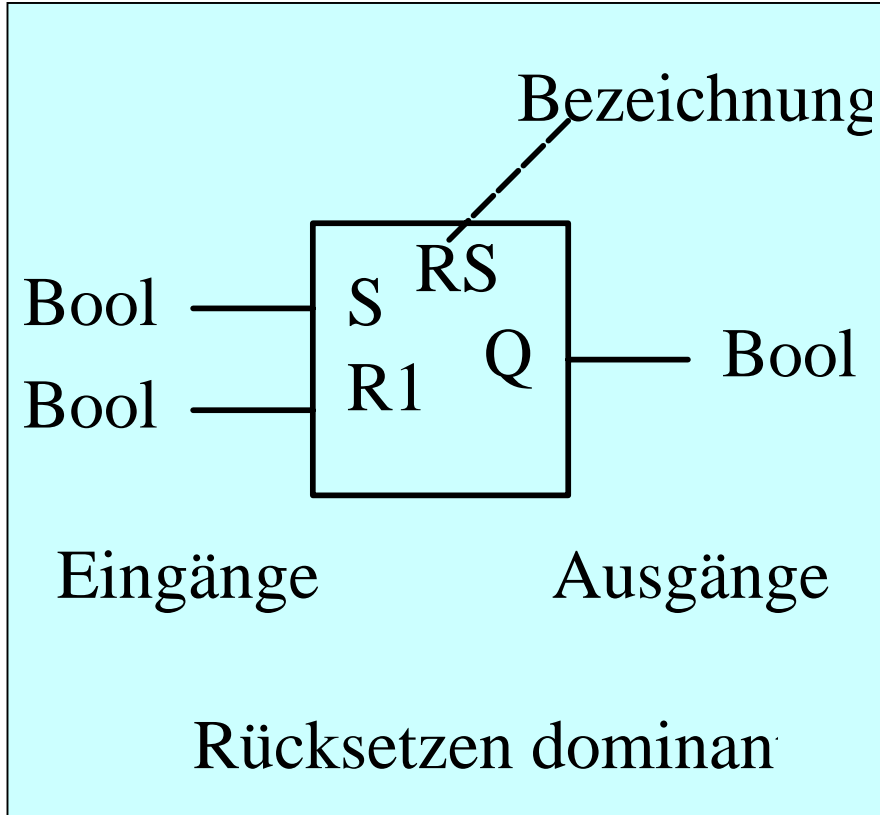 Bezeichnung
RS
Bool S
Q Bool
Bool R1
Eingänge Ausgänge
Rücksetzen dominant